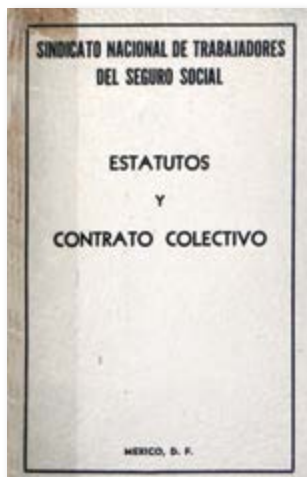 SINDICATO NACIONAL DE TRABAJADORES
DEL SEGURO SOCIAL
ESTATUTOS
Y
CONTRATO COLECTIVO
MEXICO, D. F.